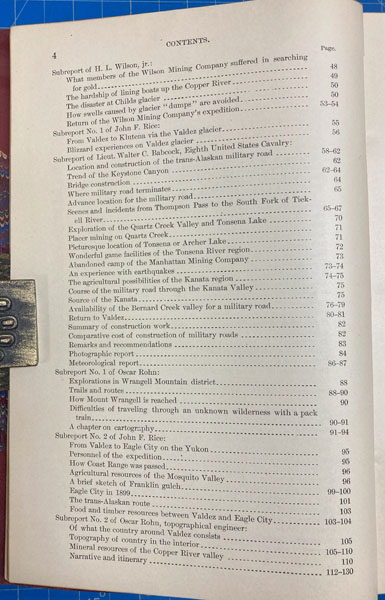 4
CONTENTS.
Page.
Subreport of H. L. Wilson, jr.:
What members of the Wilson Mining Company suffered in searching
for gold 48
The hardship of lining boats up the Copper River 49
The disaster at Childs glacier 50
How swells caused by glacier "dumps" are avoided 50
Return of the Wilson Mining Company's expedition 53-54
Subreport No. 1 of John F. Rice:
From Valdez to Klutena via the Valdez glacier 55
Blizzard experiences on Valdez glacier 56
Subreport of Lieut. Walter C. Babcock, Eighth United States Cavalry:
Location and construction of the trans-Alaskan military road 58-62
Trend of the Keystone Canyon 62
Bridge construction 62-64
Where military road terminates 64
Advance location for the military road 65
Scenes and incidents from Thompson Pass to the South Fork of Tiek-
ell River 65-67
Exploration of the Quartz Creek Valley and Tonsena Lake 70
Placer mining on Quartz Creek 71
Picturesque location of Tonsena or Archer Lake 71
Wonderful game facilities of the Tonsena River region 72
Abandoned camp of the Manhattan Mining Company 73
An experience with earthquakes 73-74
The agricultural possibilities of the Kanata region 74-75
Course of the military road through the Kanata Valley 75
Source of the Kanata 75
Availability of the Bernard Creek valley for a military road 76-79
Return to Valdez 80-81
Summary of construction work 82
Comparative cost of construction of military roads 82
Remarks and recommendations 83
Photographic report 84
Meteorological report 86-87
Subreport No. 1 of Oscar Rohn:
Explorations in Wrangell Mountain district 88
Trails and routes 88-90
How Mount Wrangell is reached 90
Difficulties of traveling through an unknown wilderness with a pack
train 90-91
A chapter on cartography 91-94
Subreport No. 2 of John F. Rice:
From Valdez to Eagle City on the Yukon 95
Personnel of the expedition 95
How Coast Range was passed 96
Agricultural resources of the Mosquito Valley 96
A brief sketch of Franklin gulch 99-100
Eagle City in 1899 101
The trans-Alaskan route 103
Food and timber resources between Valdez and Eagle City 103-104
Subreport No. 2 of Oscar Rohn, topographical engineer:
Of what the country around Valdez consists 105
Topography of country in the interior 105-110
Mineral resources of the Copper River valley 110
Narrative and itinerary 112-130